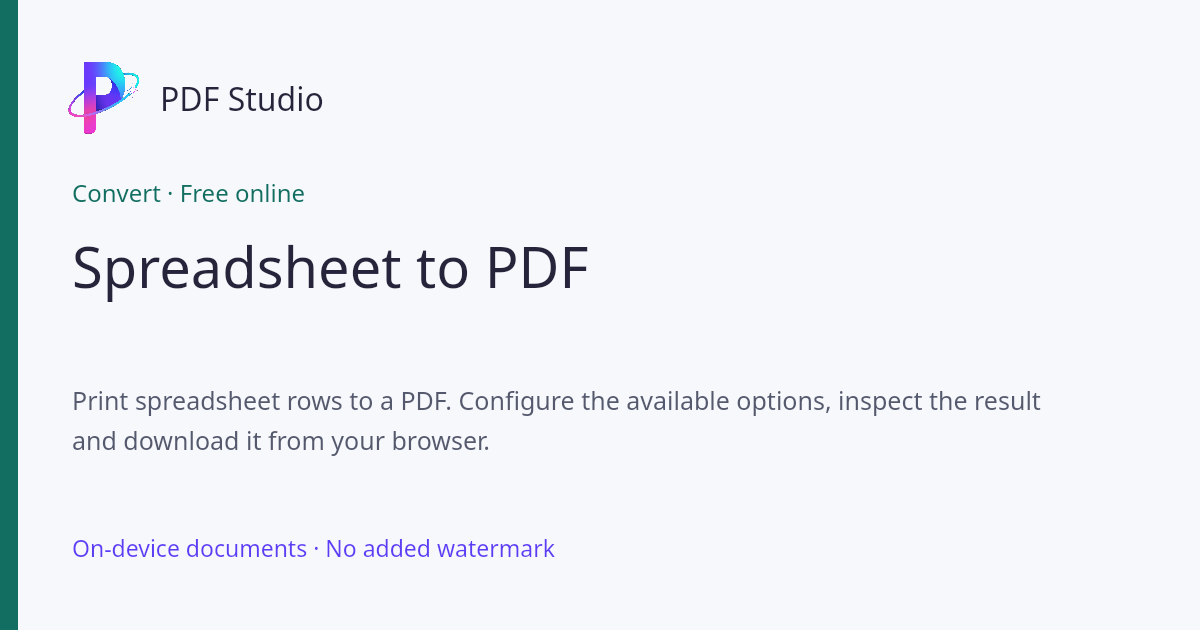 PDF Studio
Convert · Free online
Spreadsheet to PDF
Print spreadsheet rows to a PDF. Configure the available options, inspect the result
and download it from your browser.
On-device documents · No added watermark